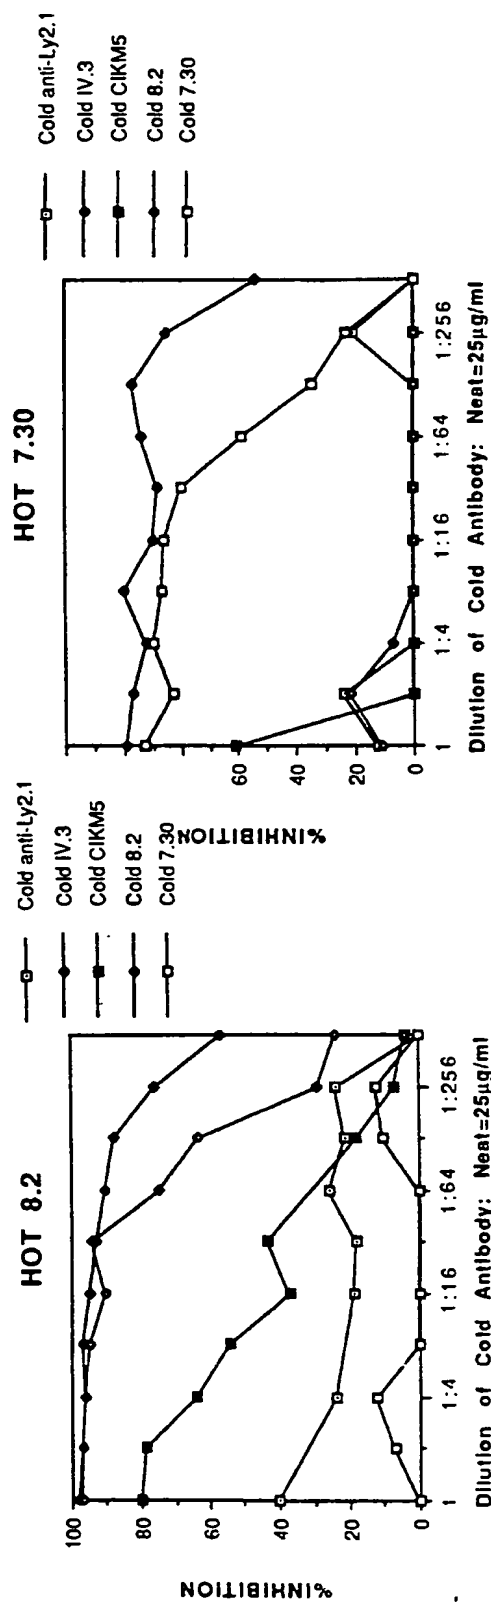 HOT 8.2
Cold anti-Ly2.1
Cold IV.3
Cold CIKM5
Cold 8.2
Cold 7.30
%INHIBITION
100
80
60
40
20
0
1
1:4
1:16
1:64
1:256
Dilution of Cold Antibody: Neat=25µg/ml
HOT 7.30
Cold anti-Ly2.1
Cold IV.3
Cold CIKM5
Cold 8.2
Cold 7.30
%INHIBITION
60
40
20
0
1
1:4
1:16
1:64
1:256
Dilution of Cold Antibody: Neat=25µg/ml